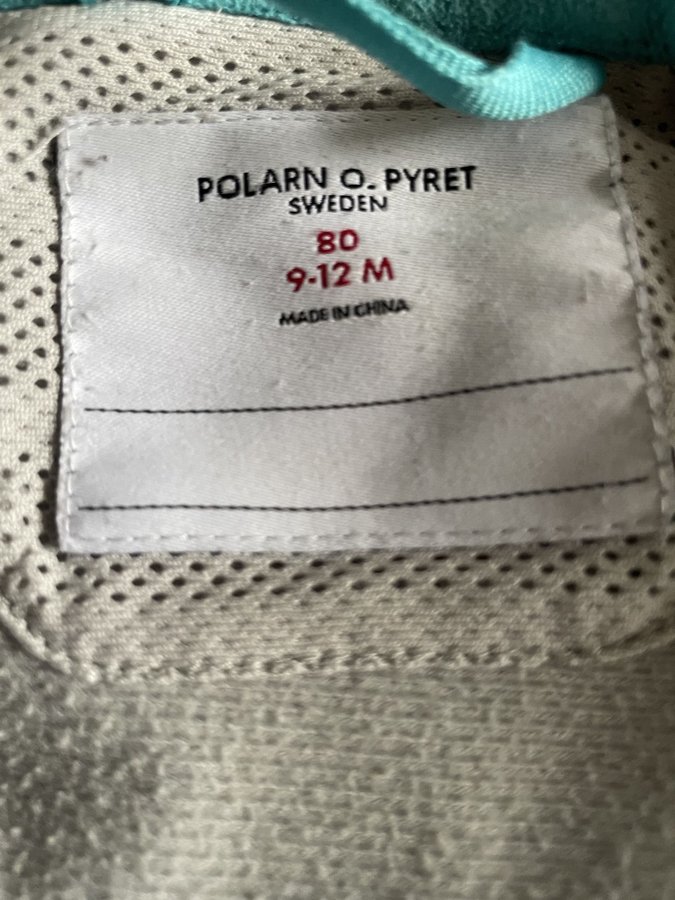 POLARN O. PYRET
SWEDEN
80
9-12 M
MADE IN CHINA